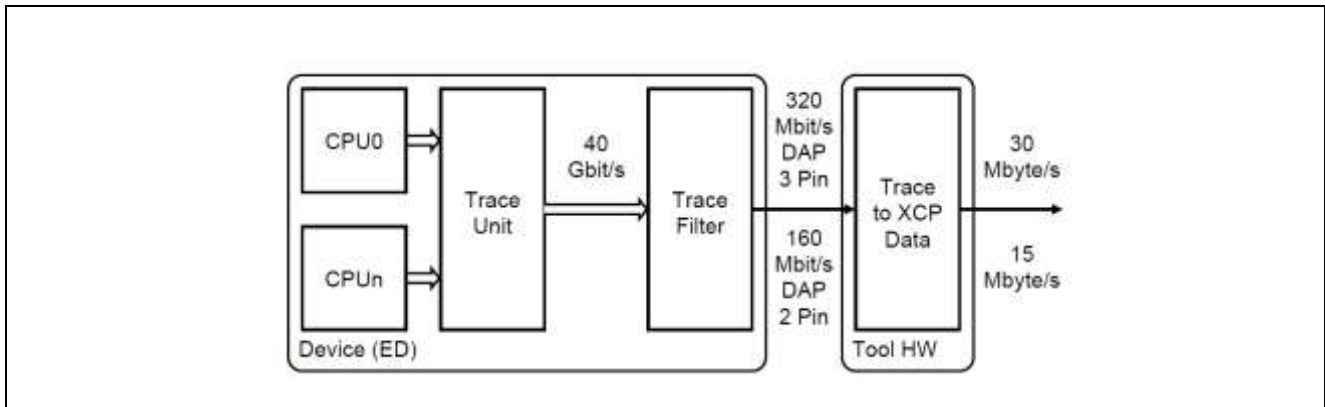 CPU0
CPUn
Device (ED)
Trace
Unit
40
Gbit/s
Trace
Filter
320
Mbit/s
DAP
3 Pin
160
Mbit/s
DAP
2 Pin
Trace
to XCP
Data
Tool HW
30
Mbyte/s
15
Mbyte/s